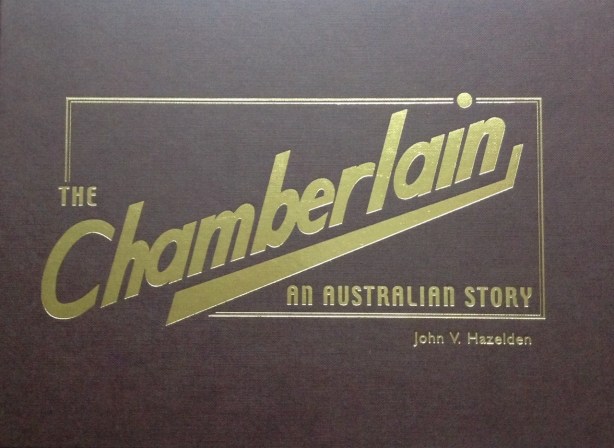 THE
Chamberlain
AN AUSTRALIAN STORY
John V. Hazelden